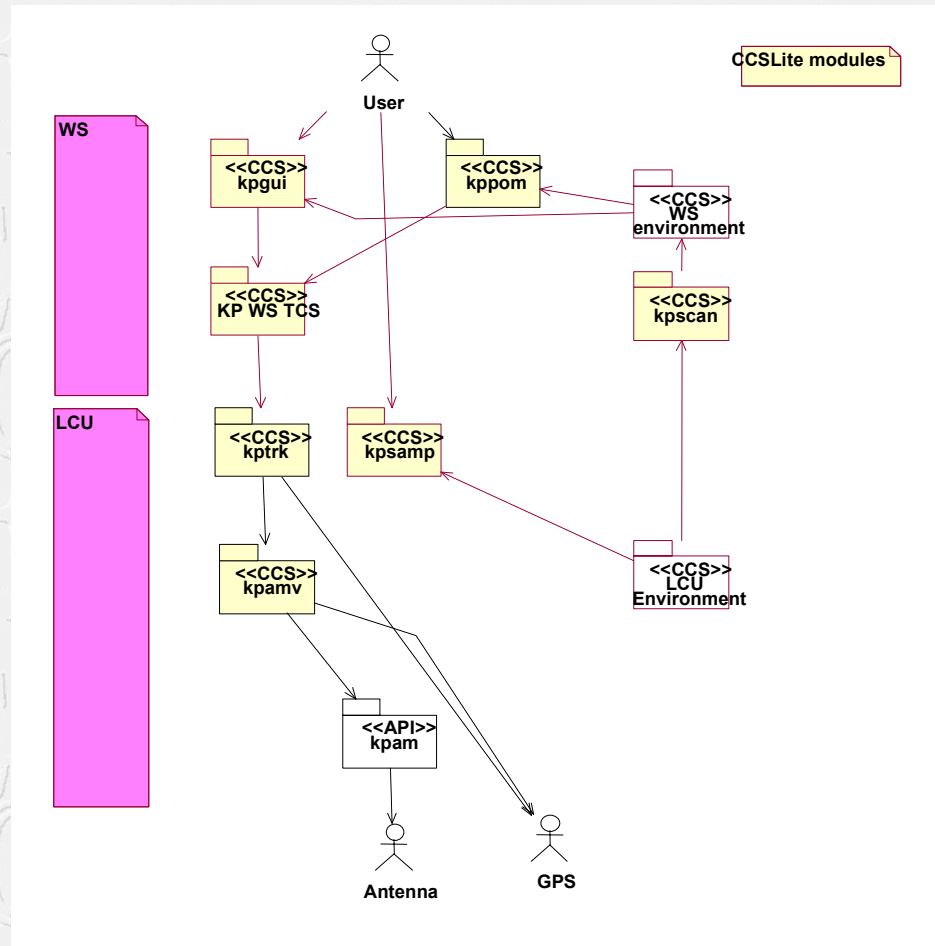 CCSLite modules
User
WS
<<CCS>>
kpgui
<<CCS>>
kppom
<<CCS>>
WS
environment
<<CCS>>
KP WS TCS
<<CCS>>
kpscan
LCU
<<CCS>>
kptrk
<<CCS>>
kpsamp
<<CCS>>
kpamv
<<CCS>>
LCU
Environment
<<API>>
kpam
Antenna
GPS